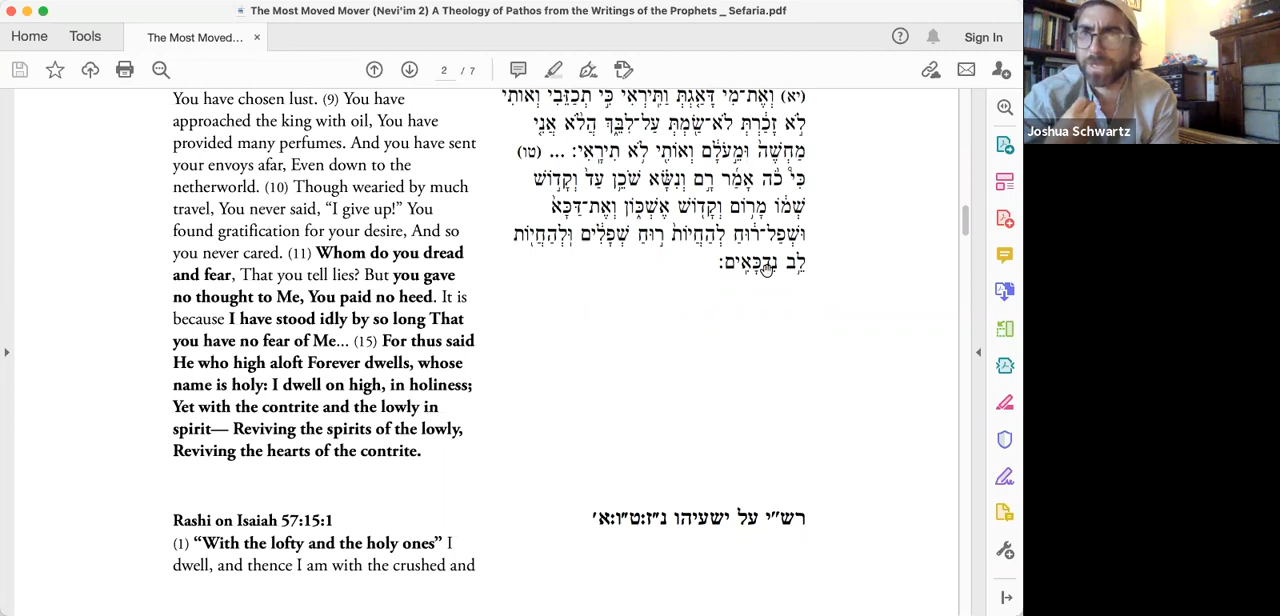 The Most Moved Mover (Nevi'im 2) A Theology of Pathos from the Writings of the Prophets _ Sefaria.pdf
Home Tools The Most Moved... × Sign In
2 / 7
Joshua Schwartz
You have chosen lust. (9) You have
approached the king with oil, You have
provided many perfumes. And you have sent
your envoys afar, Even down to the
netherworld. (10) Though wearied by much
travel, You never said, “I give up!” You
found gratification for your desire, And so
you never cared. (11) Whom do you dread
and fear, That you tell lies? But you gave
no thought to Me, You paid no heed. It is
because I have stood idly by so long That
you have no fear of Me... (15) For thus said
He who high aloft Forever dwells, whose
name is holy: I dwell on high, in holiness;
Yet with the contrite and the lowly in
spirit— Reviving the spirits of the lowly,
Reviving the hearts of the contrite.
(יא) וְאֶת־מִ֞י דָּאַ֤גְתְּ וַתִּֽירְאִי֙ כִּ֣י תְכַזֵּ֔בִי וְאוֹתִי֙
לֹ֣א זָכַ֔רְתְּ לֹא־שַׂ֖מְתְּ עַל־לִבֵּ֑ךְ הֲלֹ֨א אֲנִ֤י
מַחְשֶׁה֙ וּמֵ֣עֹלָ֔ם וְאוֹתִ֖י לֹ֥א תִירָֽאִי׃ ... (טו)
כִּי֩ כֹ֨ה אָמַ֜ר רָ֣ם וְנִשָּׂ֗א שֹׁכֵ֥ן עַד֙ וְקָד֣וֹשׁ
שְׁמ֔וֹ מָר֥וֹם וְקָד֖וֹשׁ אֶשְׁכּ֑וֹן וְאֶת־דַּכָּא֙
וּשְׁפַל־ר֔וּחַ לְהַחֲיוֹת֙ ר֣וּחַ שְׁפָלִ֔ים וּֽלְהַחֲי֖וֹת
לֵ֥ב נִדְכָּאִֽים׃
Rashi on Isaiah 57:15:1
(1) “With the lofty and the holy ones” I
dwell, and thence I am with the crushed and
רש״י על ישעיהו נ״ז:ט״ו:א׳